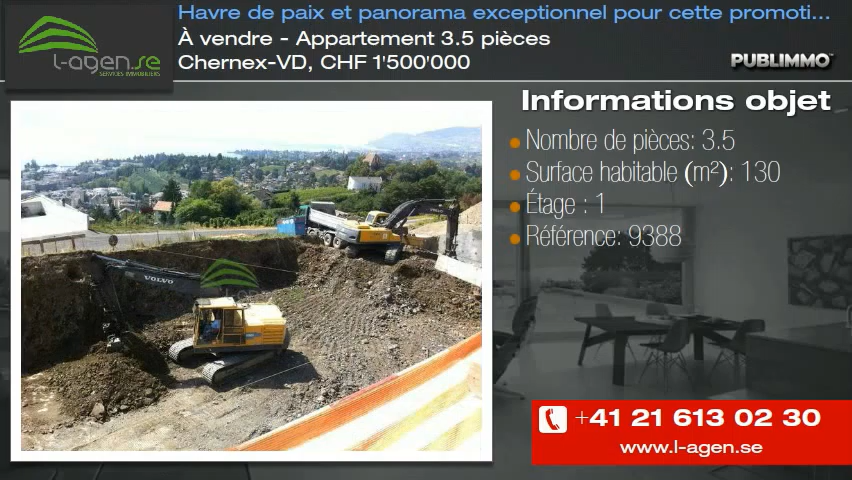 l-agen.se
SERVICES IMMOBILIERS
Havre de paix et panorama exceptionnel pour cette promoti...
À vendre - Appartement 3.5 pièces
Chernex-VD, CHF 1'500'000
PUBLIMMO
Informations objet
Nombre de pièces: 3.5
Surface habitable (m²): 130
Étage : 1
Référence: 9388
VOLVO
+41 21 613 02 30
www.l-agen.se